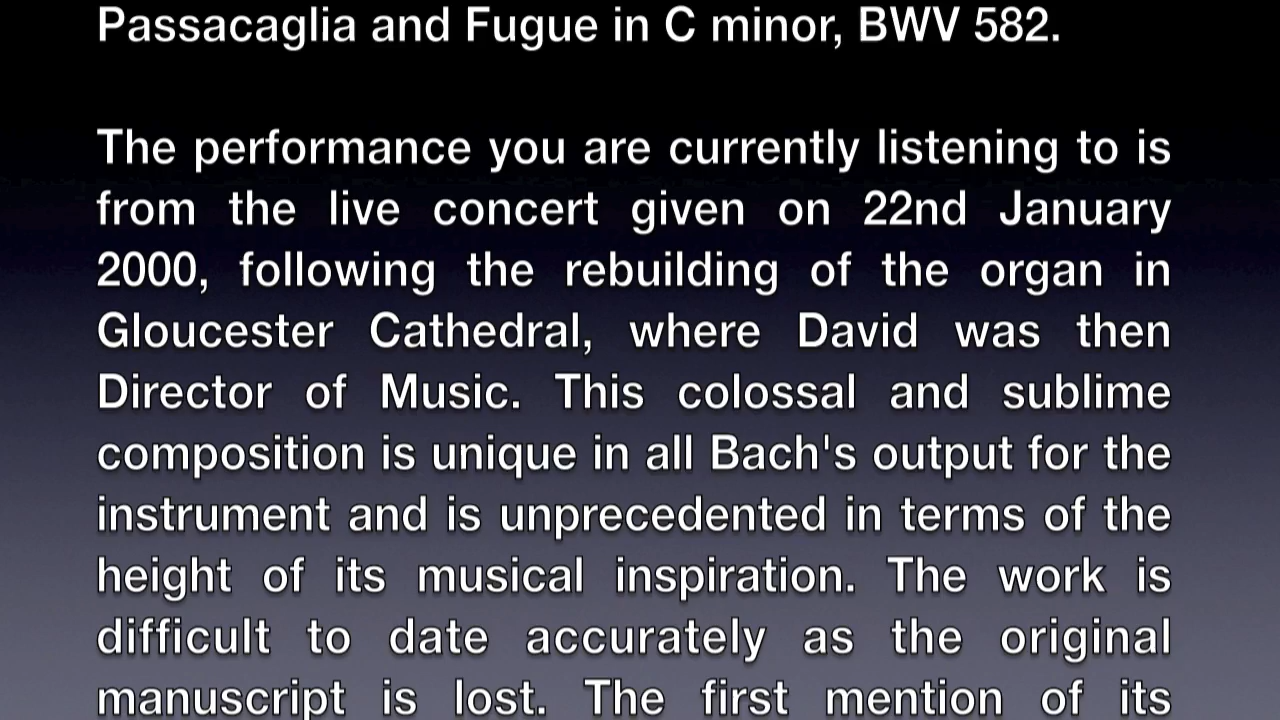 Passacaglia and Fugue in C minor, BWV 582.
The performance you are currently listening to is
from the live concert given on 22nd January
2000, following the rebuilding of the organ in
Gloucester Cathedral, where David was then
Director of Music. This colossal and sublime
composition is unique in all Bach's output for the
instrument and is unprecedented in terms of the
height of its musical inspiration. The work is
difficult to date accurately as the original
manuscript is lost. The first mention of its